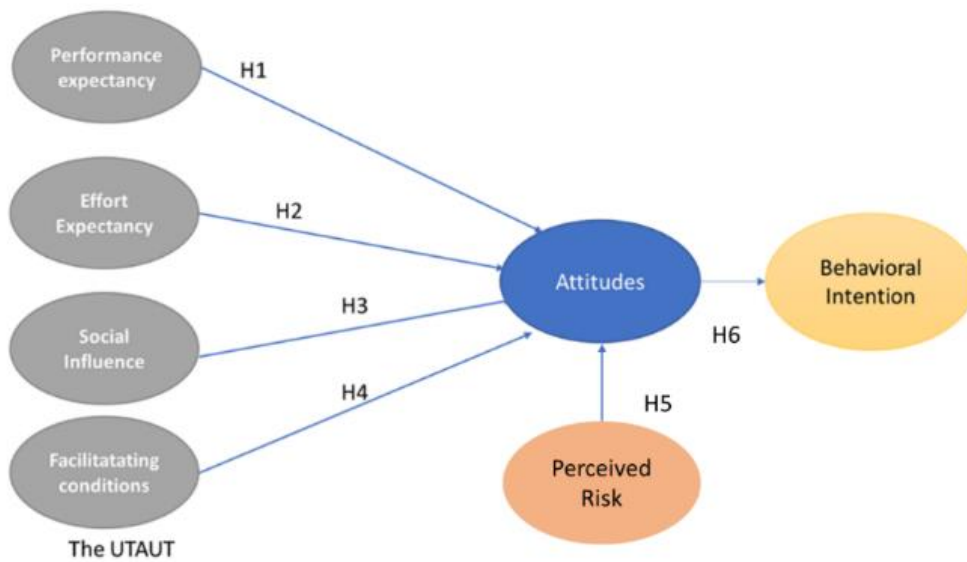 Performance
expectancy
H1
Effort
Expectancy
H2
Social
Influence
H3
Facilitatating
conditions
H4
The UTAUT
Attitudes
Perceived
Risk
H5
H6
Behavioral
Intention